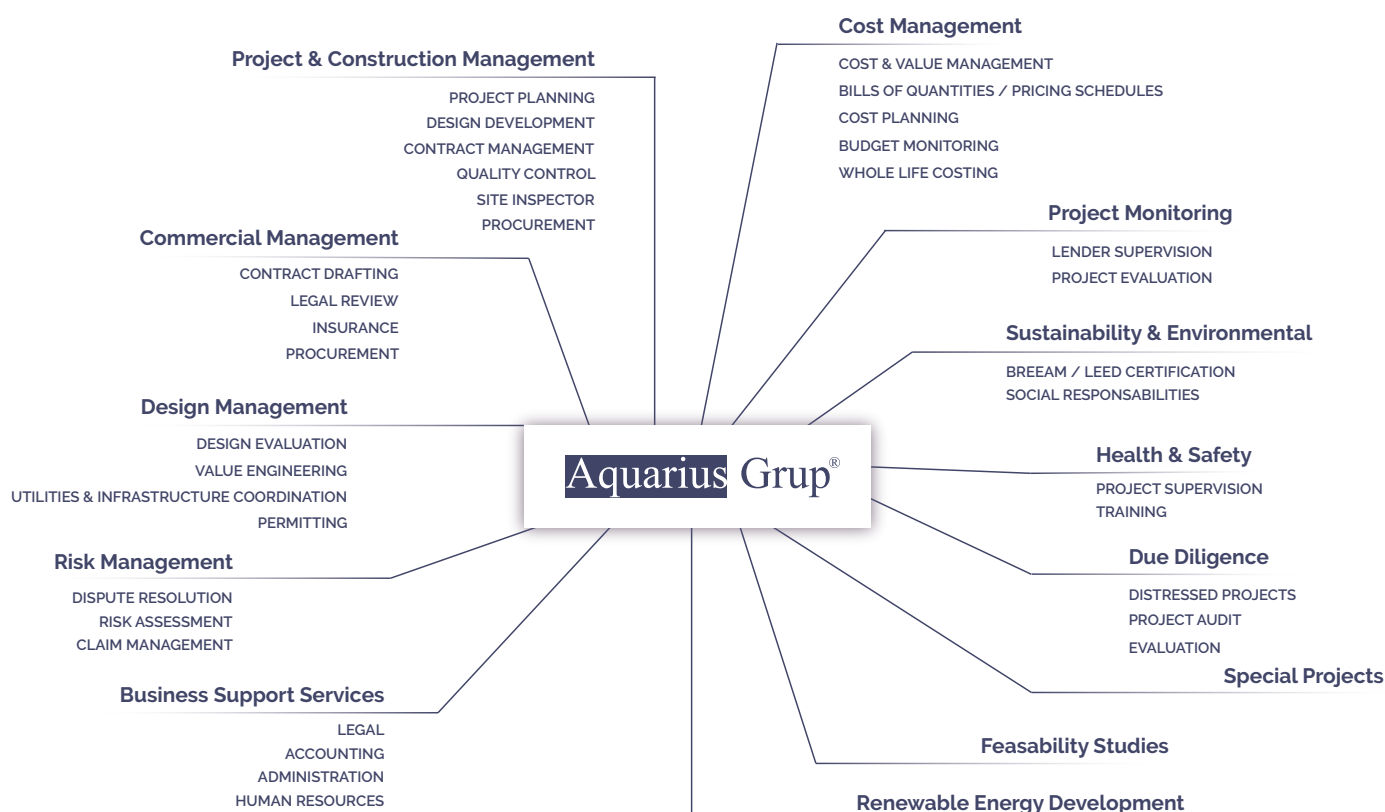 Project & Construction Management
PROJECT PLANNING
DESIGN DEVELOPMENT
CONTRACT MANAGEMENT
QUALITY CONTROL
SITE INSPECTOR
PROCUREMENT
Commercial Management
CONTRACT DRAFTING
LEGAL REVIEW
INSURANCE
PROCUREMENT
Design Management
DESIGN EVALUATION
VALUE ENGINEERING
UTILITIES & INFRASTRUCTURE COORDINATION
PERMITTING
Risk Management
DISPUTE RESOLUTION
RISK ASSESSMENT
CLAIM MANAGEMENT
Business Support Services
LEGAL
ACCOUNTING
ADMINISTRATION
HUMAN RESOURCES
Aquarius Grup®
Cost Management
COST & VALUE MANAGEMENT
BILLS OF QUANTITIES / PRICING SCHEDULES
COST PLANNING
BUDGET MONITORING
WHOLE LIFE COSTING
Project Monitoring
LENDER SUPERVISION
PROJECT EVALUATION
Sustainability & Environmental
BREEAM / LEED CERTIFICATION
SOCIAL RESPONSABILITIES
Health & Safety
PROJECT SUPERVISION
TRAINING
Due Diligence
DISTRESSED PROJECTS
PROJECT AUDIT
EVALUATION
Special Projects
Feasability Studies
Renewable Energy Development